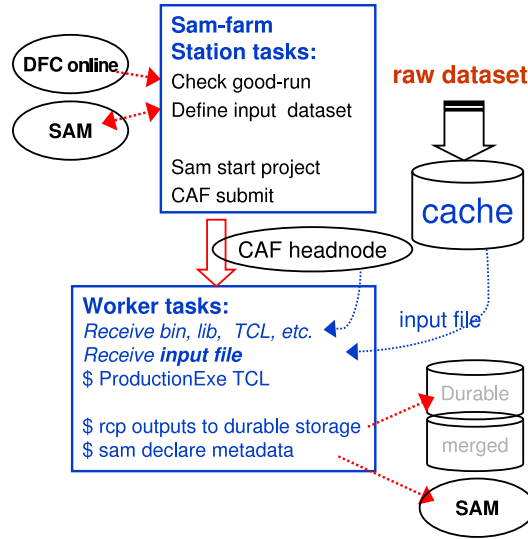 Sam-farm
Station tasks:
Check good-run
Define input dataset
Sam start project
CAF submit
DFC online
SAM
raw dataset
cache
CAF headnode
input file
Worker tasks:
Receive bin, lib, TCL, etc.
Receive input file
$ ProductionExe TCL
$ rcp outputs to durable storage
$ sam declare metadata
Durable
merged
SAM